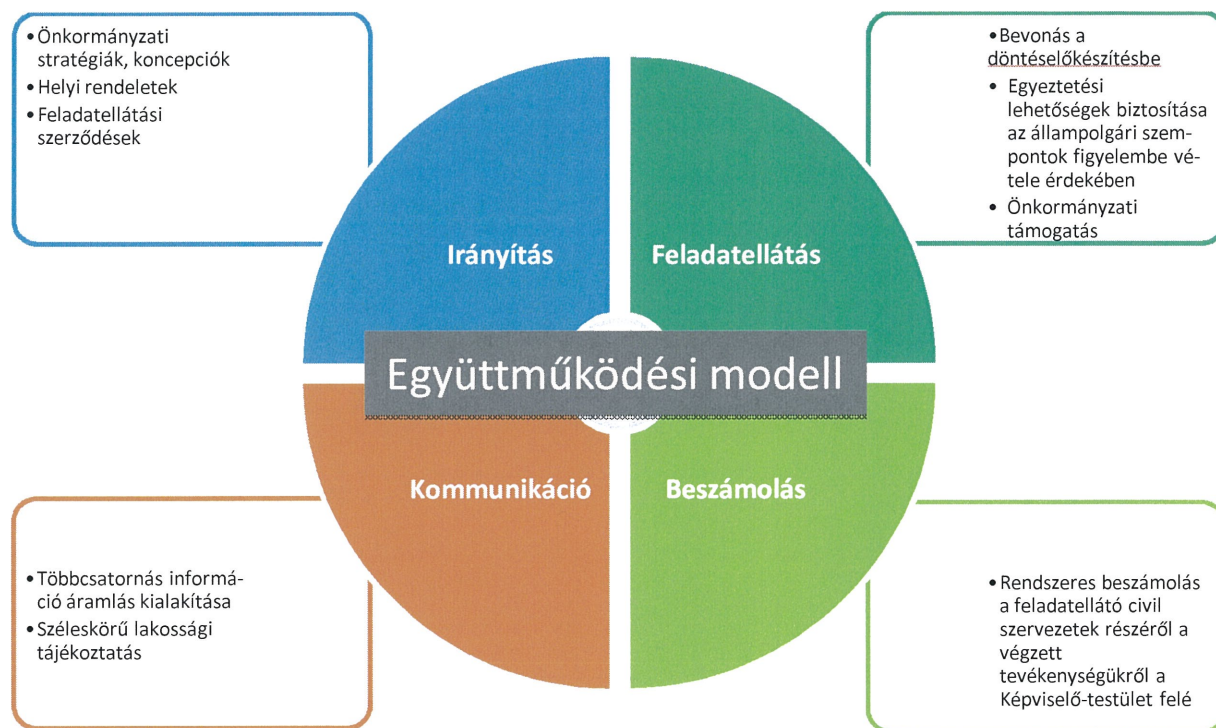 •Önkormányzati
stratégiák, koncepciók
•Helyi rendeletek
•Feladatellátási
szerződések
•Bevonás a
döntéselőkészítésbe
• Egyeztetési
lehetőségek biztosítása
az állampolgári szem-
pontok figyelembe vé-
tele érdekében
• Önkormányzati
támogatás
Irányítás
Feladatellátás
Együttműködési modell
Kommunikáció
Beszámolás
•Többcsatornás informá-
ció áramlás kialakítása
•Széleskörű lakossági
tájékoztatás
•Rendszeres beszámolás
a feladatellátó civil
szervezetek részéről a
végzett
tevékenységükről a
Képviselő-testület felé